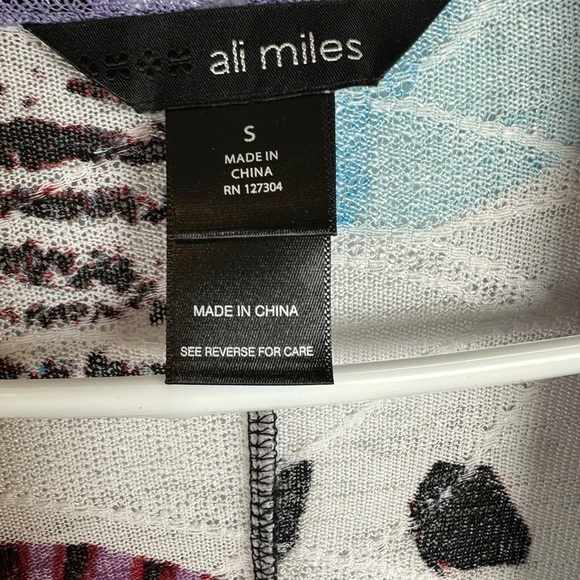 ali miles
S
MADE IN
CHINA
RN 127304
MADE IN CHINA
SEE REVERSE FOR CARE